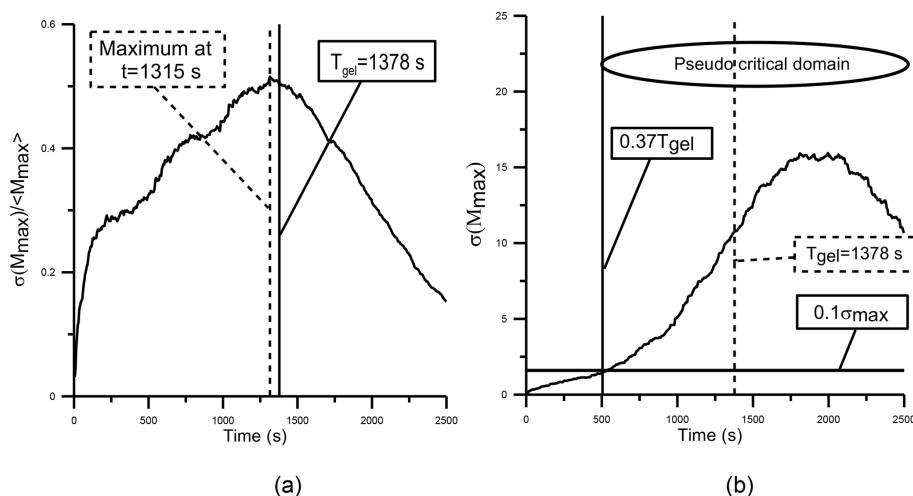 0.6
0.4
0.2
0
0
500
1000
1500
2000
2500
σ(Mmax)/<Mmax>
Time (s)
Maximum at
t=1315 s
Tgel=1378 s
(a)
25
20
15
10
5
0
0
500
1000
1500
2000
2500
σ(Mmax)
Time (s)
Pseudo critical domain
0.37Tgel
Tgel=1378 s
0.1σmax
(b)